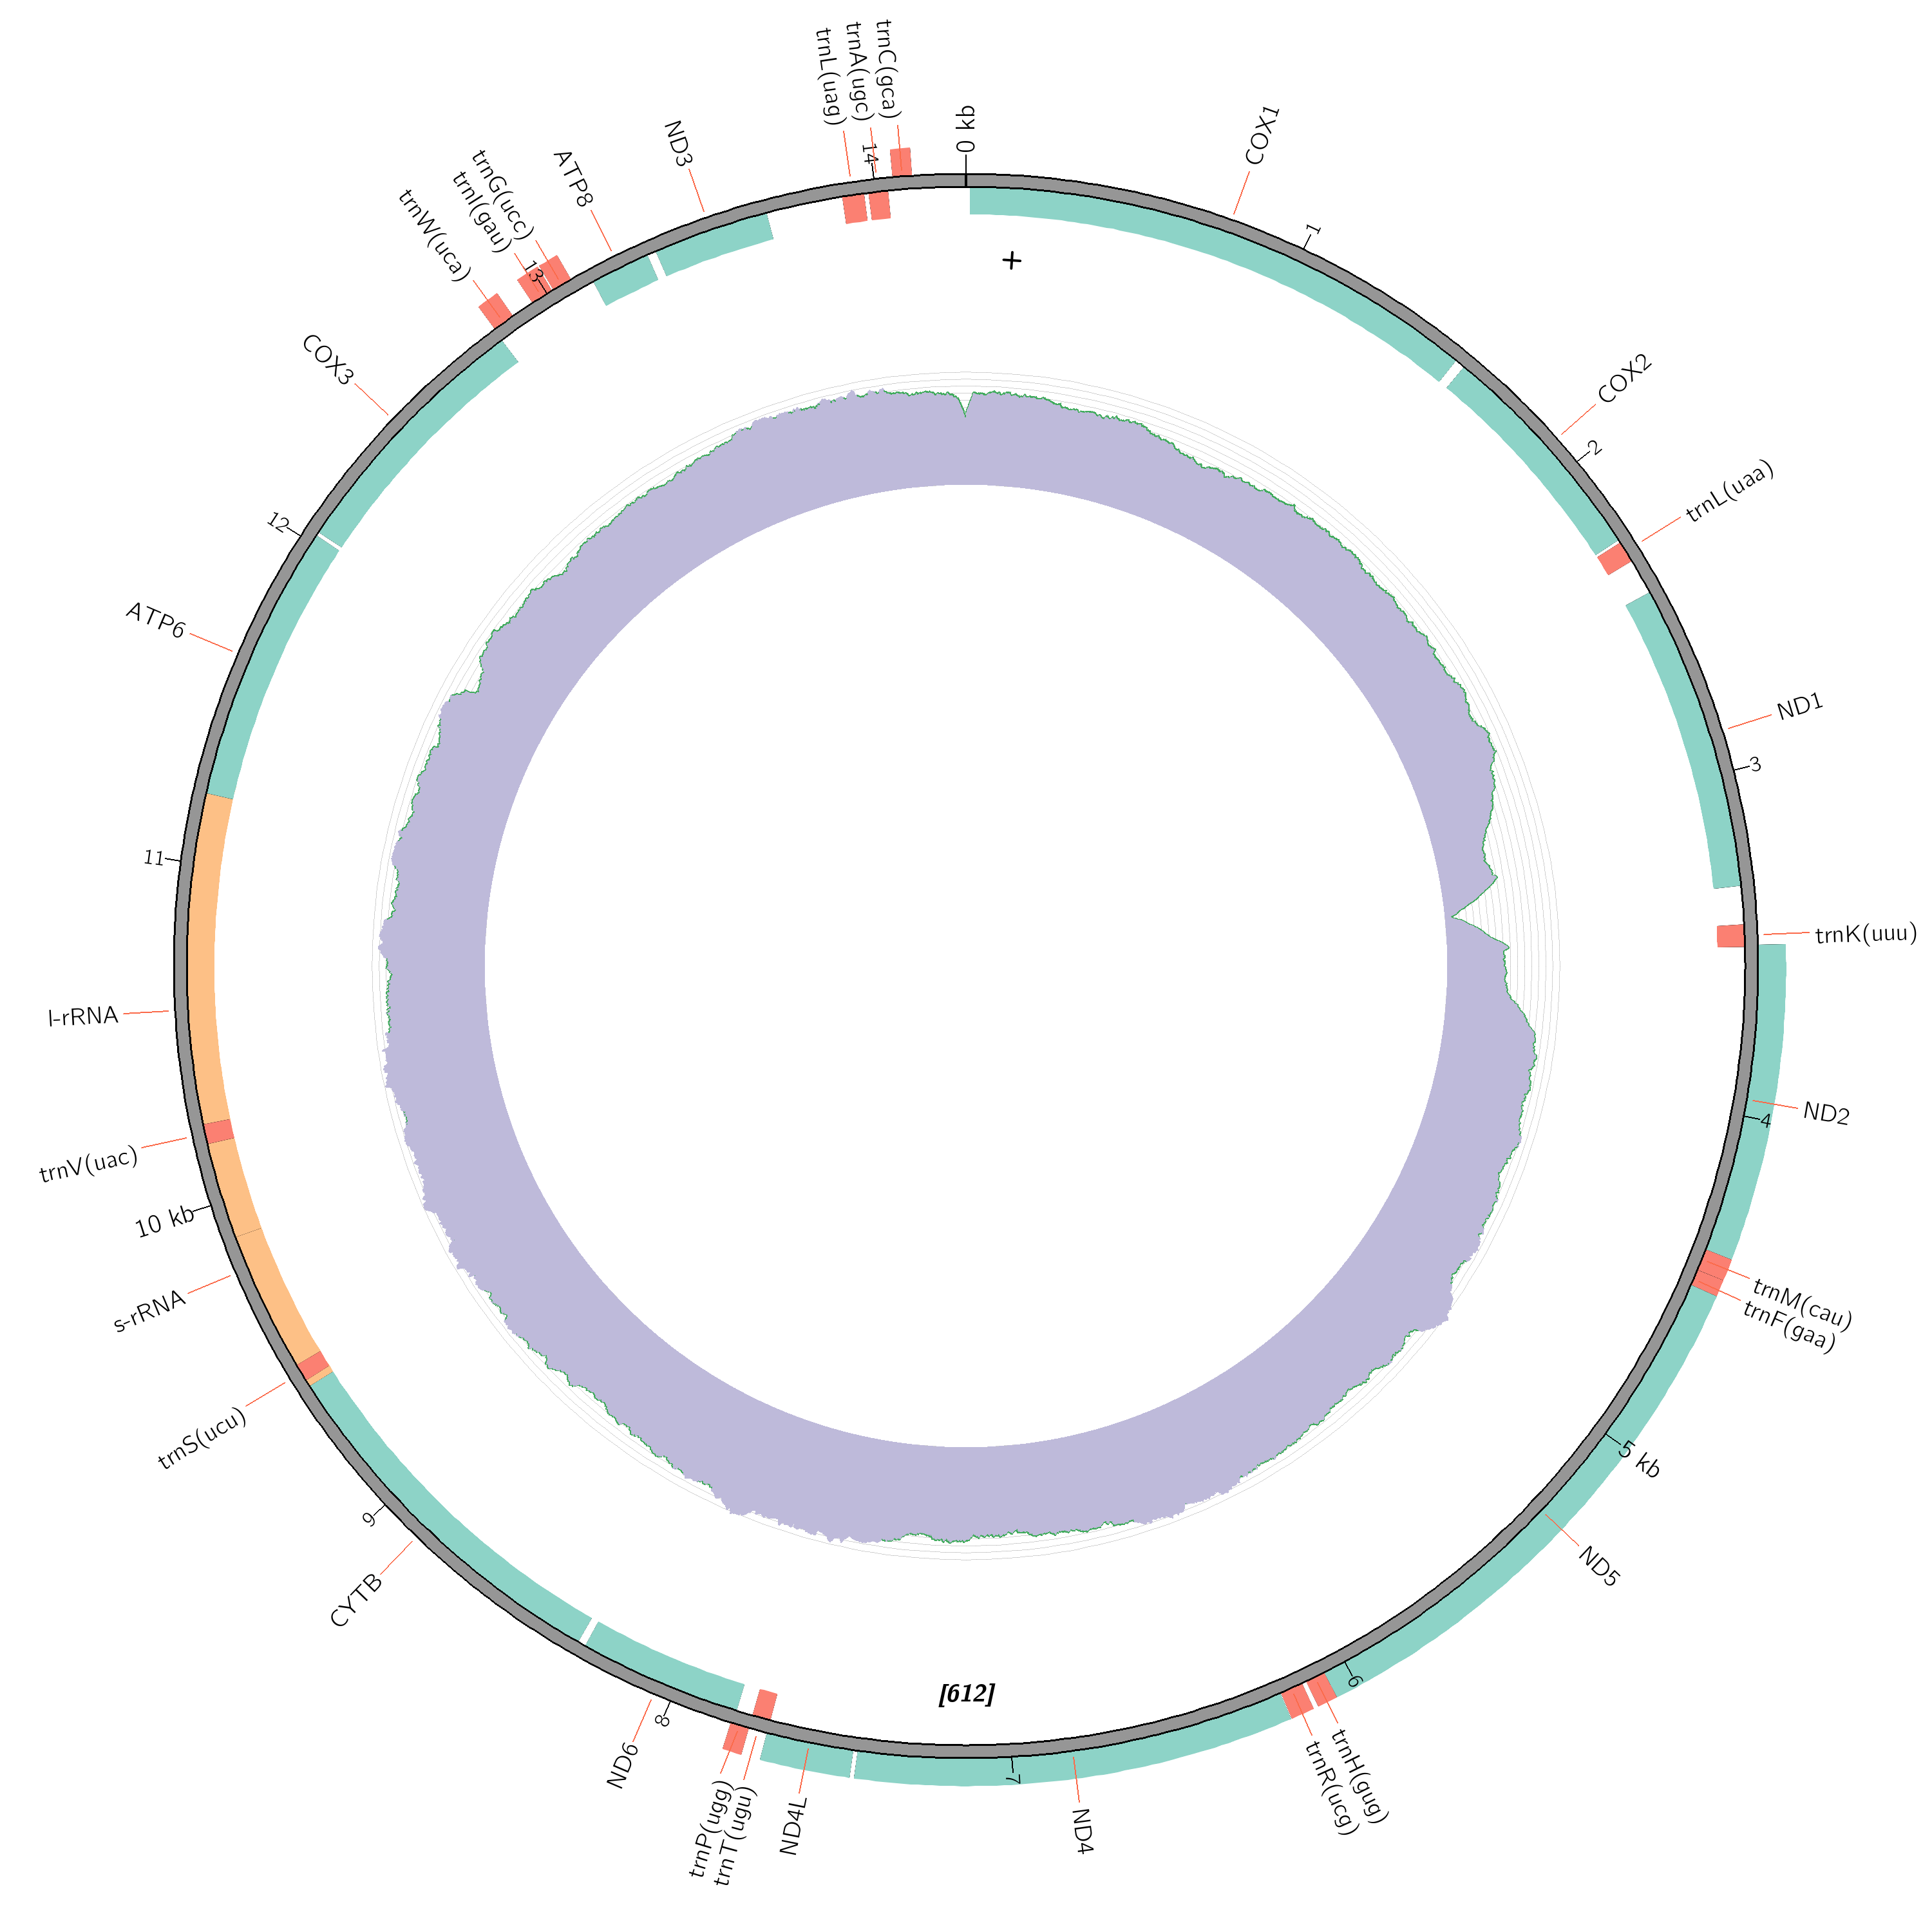 0 kb
COX1
1
COX2
2
trnL(uaa)
ND1
3
trnK(uuu)
ND2
4
trnM(cau)
trnF(gaa)
5 kb
ND5
6
trnH(gug)
trnR(ucg)
ND4
7
ND4L
trnT(ugu)
trnP(ugg)
ND6
8
CYTB
9
trnS(ucu)
s-rRNA
10 kb
trnV(uac)
l-rRNA
11
ATP6
12
COX3
trnW(uca)
trnI(gau)
13
trnG(ucc)
ATP8
ND3
trnL(uag)
trnA(ugc)
14
trnC(gca)
+
[612]